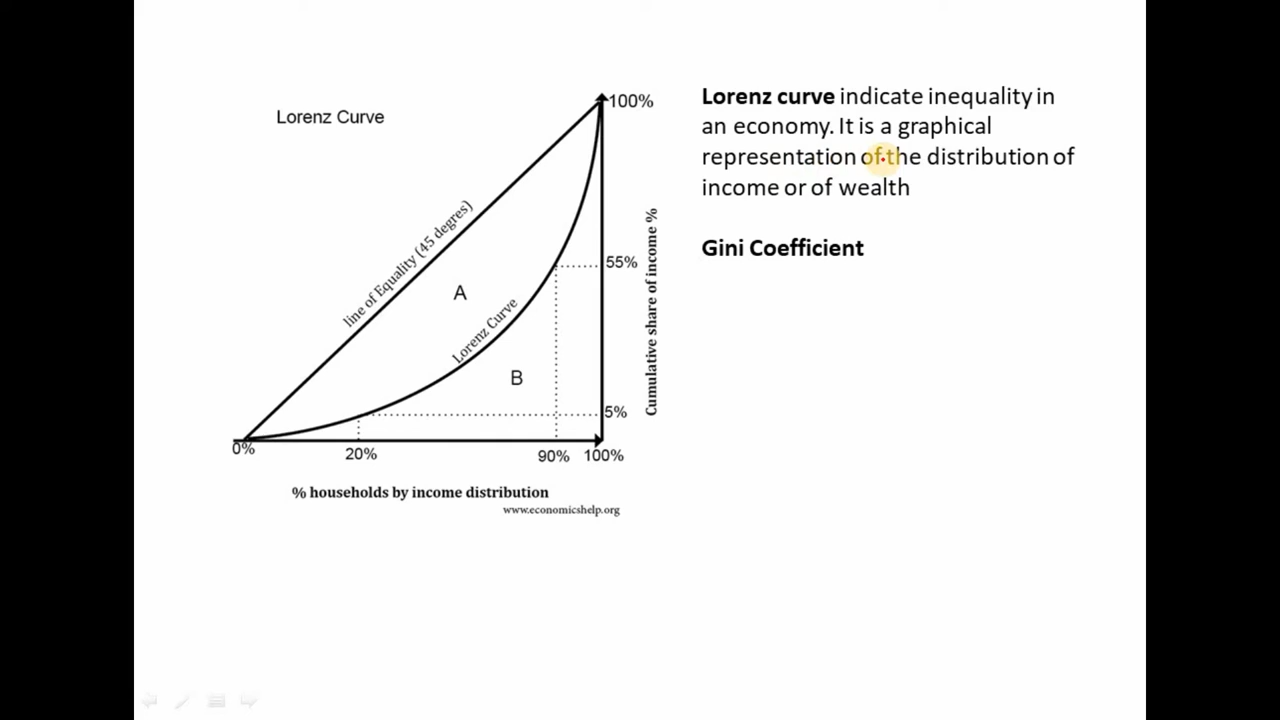 Lorenz Curve
100%
line of Equality (45 degres)
A
Lorenz Curve
B
55%
5%
Cumulative share of income %
0%
20%
90%
100%
% households by income distribution
www.economicshelp.org
Lorenz curve indicate inequality in
an economy. It is a graphical
representation of the distribution of
income or of wealth
Gini Coefficient